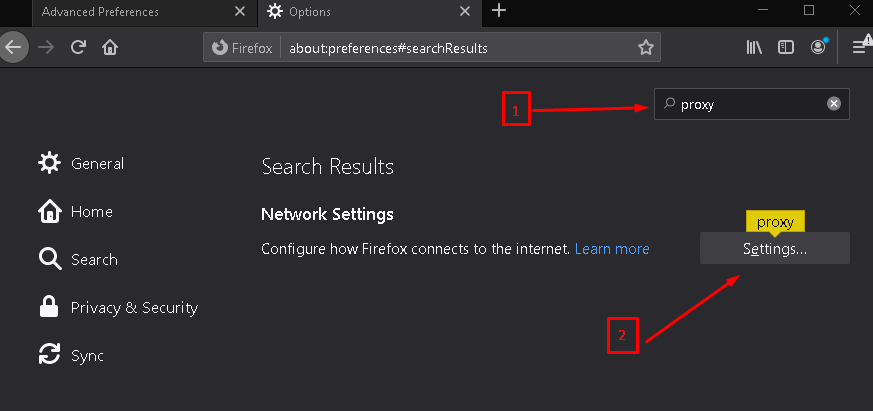 Advanced Preferences
Options
Firefox
about:preferences#searchResults
1
proxy
General
Search Results
Home
Network Settings
proxy
Configure how Firefox connects to the internet. Learn more
Settings...
Search
Privacy & Security
2
Sync